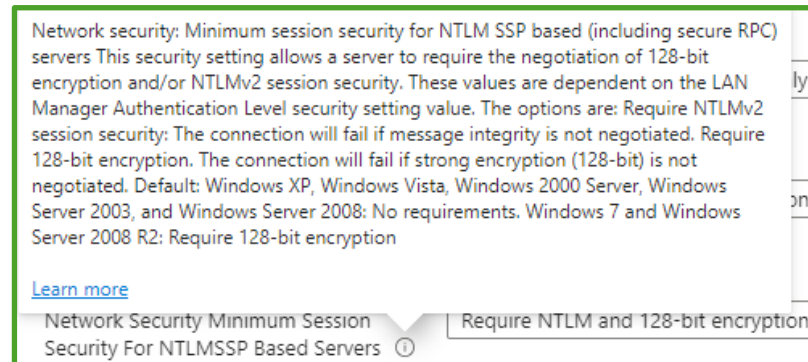 Network security: Minimum session security for NTLM SSP based (including secure RPC)
servers This security setting allows a server to require the negotiation of 128-bit
encryption and/or NTLMv2 session security. These values are dependent on the LAN
Manager Authentication Level security setting value. The options are: Require NTLMv2
session security: The connection will fail if message integrity is not negotiated. Require
128-bit encryption. The connection will fail if strong encryption (128-bit) is not
negotiated. Default: Windows XP, Windows Vista, Windows 2000 Server, Windows
Server 2003, and Windows Server 2008: No requirements. Windows 7 and Windows
Server 2008 R2: Require 128-bit encryption
Learn more
Network Security Minimum Session
Security For NTLMSSP Based Servers
Require NTLM and 128-bit encryption